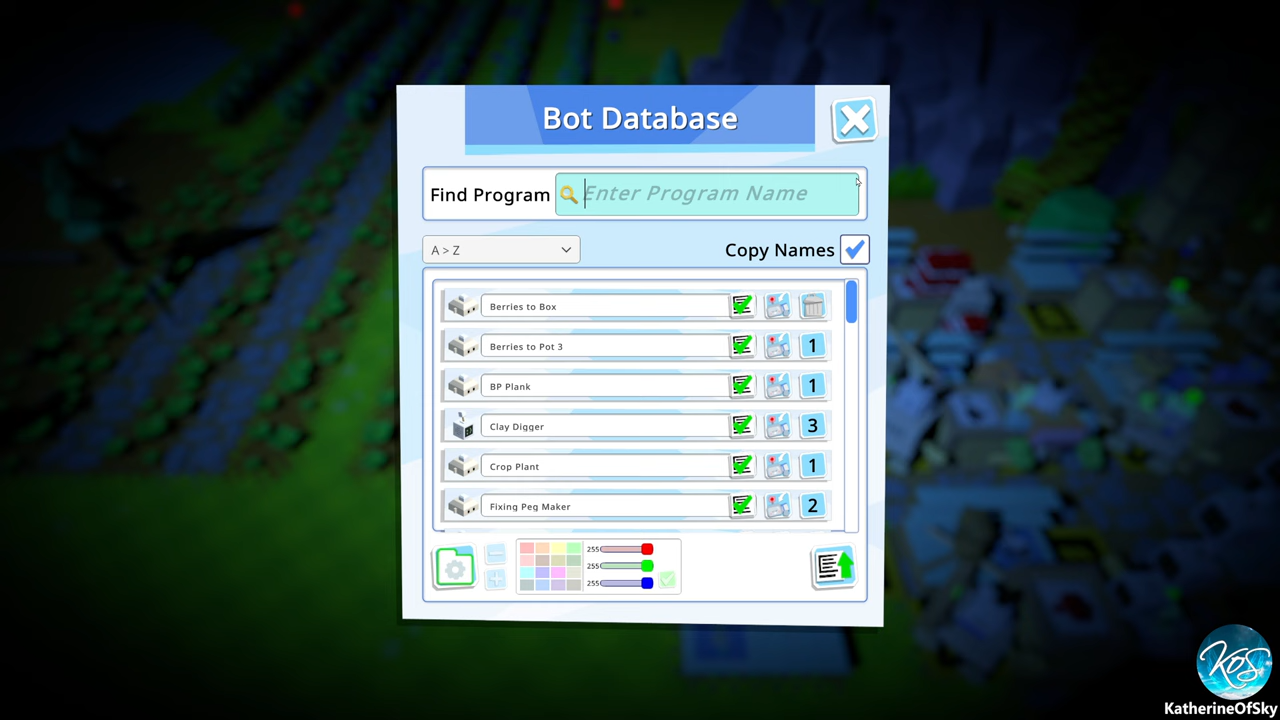 Bot Database
Find Program
Enter Program Name
A > Z
Copy Names
Berries to Box
Berries to Pot 3
1
BP Plank
1
Clay Digger
3
Crop Plant
1
Fixing Peg Maker
2
255
255
255
KOS
KatherineOfSky